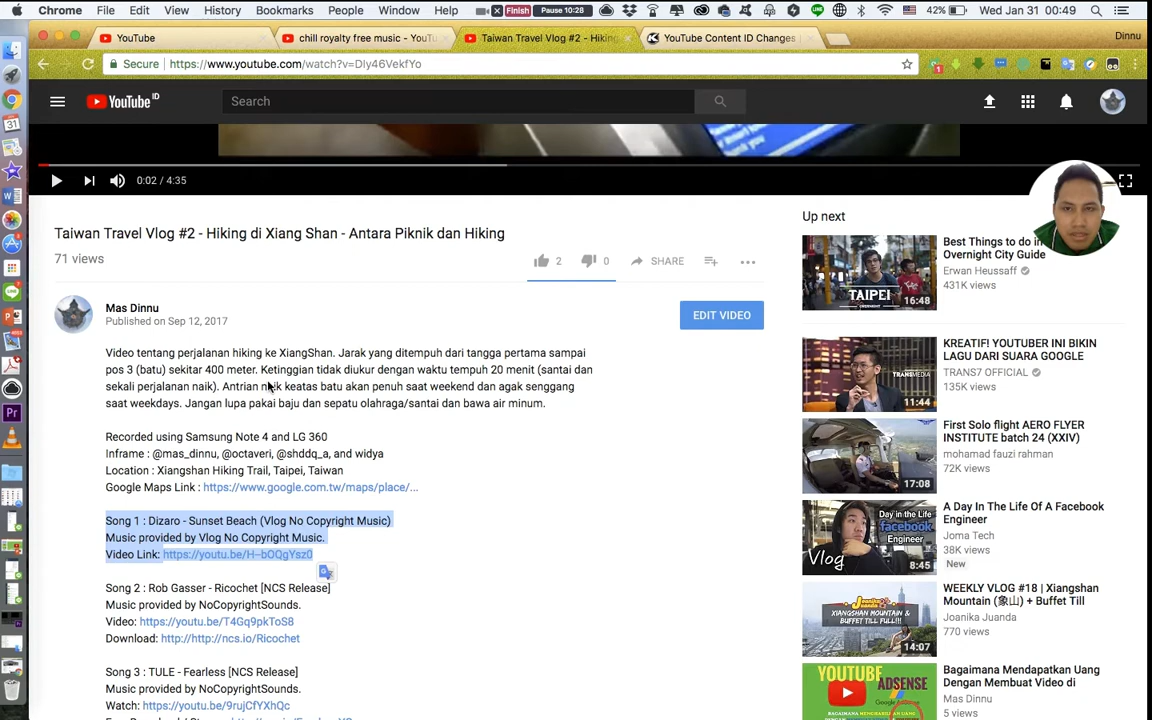 Chrome File Edit View History Bookmarks People Window Help Finish Pause 10:28 42% Wed Jan 31 00:49
YouTube
chill royalty free music - YouTu
Taiwan Travel Vlog #2 - Hiking
YouTube Content ID Changes
Dinnu
Secure https://www.youtube.com/watch?v=DIy46VekfYo
YouTube ID
Search
0:02 / 4:35
Taiwan Travel Vlog #2 - Hiking di Xiang Shan - Antara Piknik dan Hiking
71 views
2 0 SHARE
Mas Dinnu
Published on Sep 12, 2017
EDIT VIDEO
Video tentang perjalanan hiking ke XiangShan. Jarak yang ditempuh dari tangga pertama sampai
pos 3 (batu) sekitar 400 meter. Ketinggian tidak diukur dengan waktu tempuh 20 menit (santai dan
sekali perjalanan naik). Antrian naik keatas batu akan penuh saat weekend dan agak senggang
saat weekdays. Jangan lupa pakai baju dan sepatu olahraga/santai dan bawa air minum.
Recorded using Samsung Note 4 and LG 360
Inframe : @mas_dinnu, @octaveri, @shddq_a, and widya
Location : Xiangshan Hiking Trail, Taipei, Taiwan
Google Maps Link : https://www.google.com.tw/maps/place/...
Song 1 : Dizaro - Sunset Beach (Vlog No Copyright Music)
Music provided by Vlog No Copyright Music.
Video Link: https://youtu.be/H--bOQgYsz0
Song 2 : Rob Gasser - Ricochet [NCS Release]
Music provided by NoCopyrightSounds.
Video: https://youtu.be/T4Gq9pkToS8
Download: http://http://ncs.io/Ricochet
Song 3 : TULE - Fearless [NCS Release]
Music provided by NoCopyrightSounds.
Watch: https://youtu.be/9rujCfYXhQc
Up next
TAIPEI
16:48
Best Things to do in
Overnight City Guide
Erwan Heussaff
431K views
TRANSMEDIA
11:44
KREATIF! YOUTUBER INI BIKIN
LAGU DARI SUARA GOOGLE
TRANS7 OFFICIAL
135K views
17:08
First Solo flight AERO FLYER
INSTITUTE batch 24 (XXIV)
mohamad fauzi rahman
72K views
Day in the Life Of A
facebook
Engineer
Vlog
8:45
A Day In the Life Of A Facebook
Engineer
Joma Tech
38K views
New
Joanika Juanda
XIANGSHAN MOUNTAIN &
BUFFET TILL FULL!!!
14:07
WEEKLY VLOG #18 | Xiangshan
Mountain (象山) + Buffet Till
Joanika Juanda
770 views
YOUTUBE
ADSENSE
Bagaimana Mendapatkan Uang
Dengan Membuat Video di
Mas Dinnu
5 views